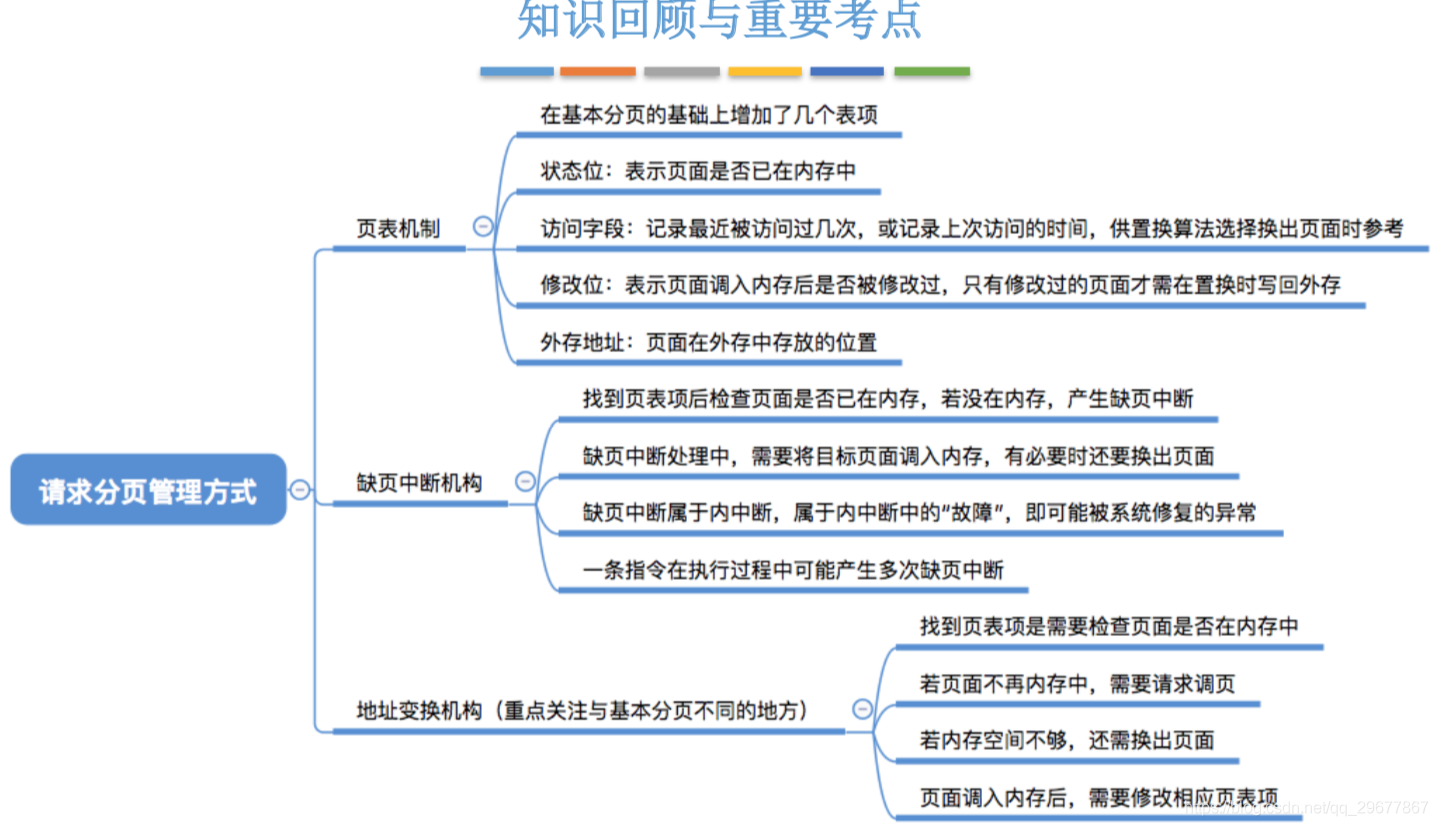 知识回顾与重要考点
在基本分页的基础上增加了几个表项
状态位：表示页面是否已在内存中
页表机制
访问字段：记录最近被访问过几次，或记录上次访问的时间，供置换算法选择换出页面时参考
修改位：表示页面调入内存后是否被修改过，只有修改过的页面才需在置换时写回外存
外存地址：页面在外存中存放的位置
找到页表项后检查页面是否已在内存，若没在内存，产生缺页中断
缺页中断处理中，需要将目标页面调入内存，有必要时还要换出页面
请求分页管理方式
缺页中断机构
缺页中断属于内中断，属于内中断中的“故障”，即可能被系统修复的异常
一条指令在执行过程中可能产生多次缺页中断
找到页表项是需要检查页面是否在内存中
若页面不再内存中，需要请求调页
地址变换机构（重点关注与基本分页不同的地方）
若内存空间不够，还需换出页面
页面调入内存后，需要修改相应页表项
https://blog.csdn.net/qq_29677867